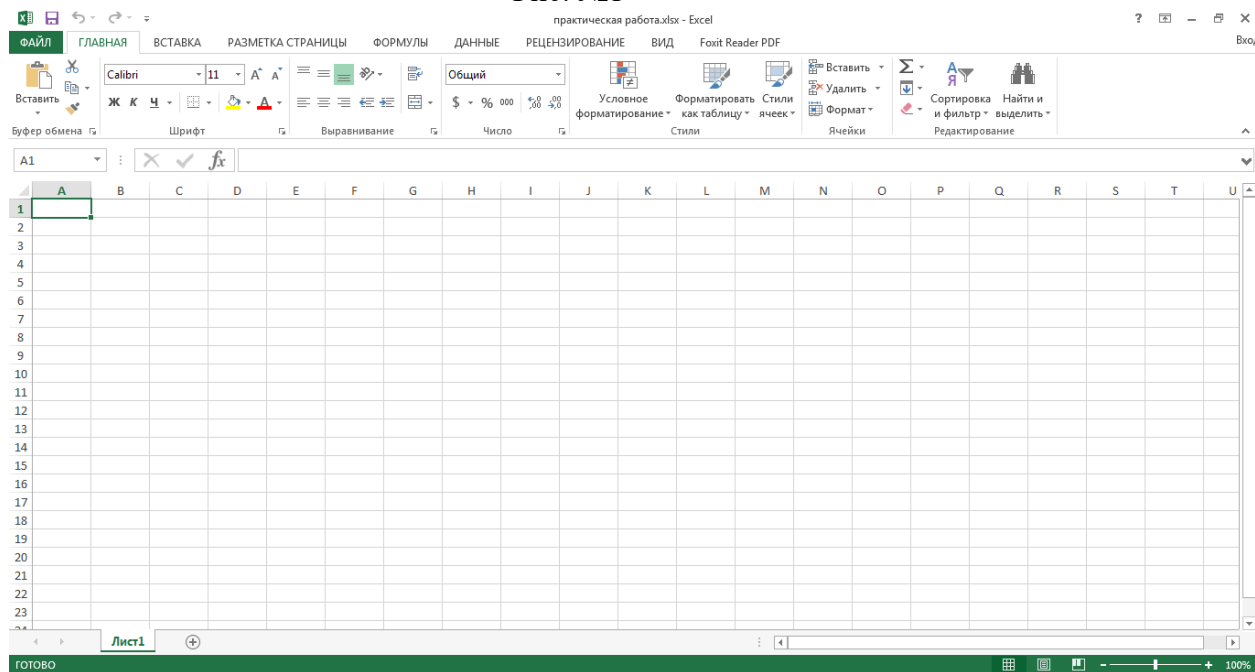 практическая работа.xlsx - Excel
ФАЙЛ ГЛАВНАЯ ВСТАВКА РАЗМЕТКА СТРАНИЦЫ ФОРМУЛЫ ДАННЫЕ РЕЦЕНЗИРОВАНИЕ ВИД Foxit Reader PDF
Вставить
Calibri 11
Ж К Ч
Общий
$ % 000
Условное форматирование
Форматировать как таблицу
Стили ячеек
Вставить
Удалить
Формат
Сортировка и фильтр
Найти и выделить
Буфер обмена Шрифт Выравнивание Число Стили Ячейки Редактирование
A1 fx
A B C D E F G H I J K L M N O P Q R S T U
1
2
3
4
5
6
7
8
9
10
11
12
13
14
15
16
17
18
19
20
21
22
23
Лист1
ГОТОВО 100%